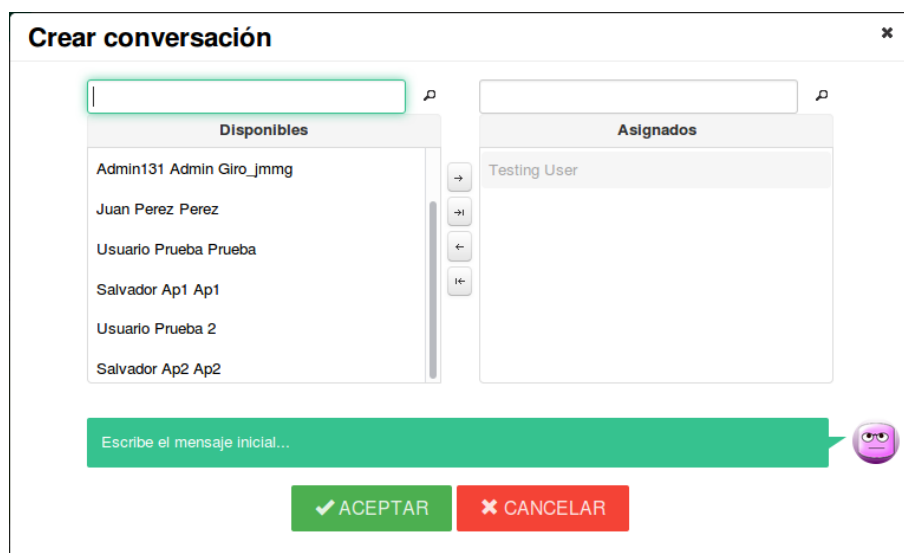 Crear conversación
Disponibles
Admin131 Admin Giro_jmmg
Juan Perez Perez
Usuario Prueba Prueba
Salvador Ap1 Ap1
Usuario Prueba 2
Salvador Ap2 Ap2
Asignados
Testing User
Escribe el mensaje inicial...
ACEPTAR
CANCELAR